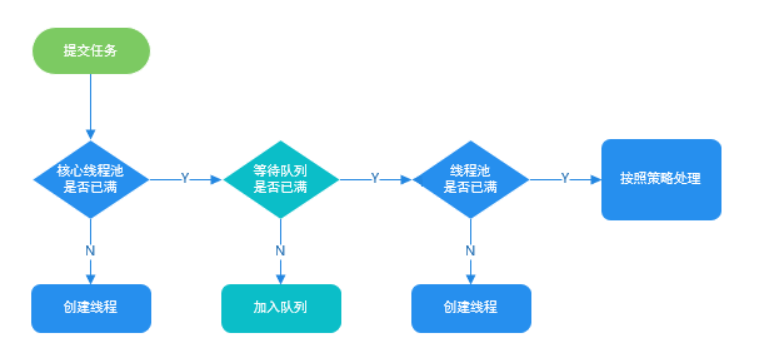 提交任务
核心线程池
是否已满
Y
等待队列
是否已满
Y
线程池
是否已满
Y
按照策略处理
N
N
N
创建线程
加入队列
创建线程